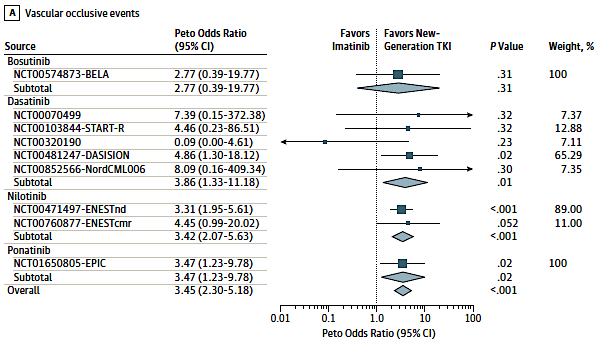 A Vascular occlusive events
Source Peto Odds Ratio (95% CI) Favors Imatinib Favors New-Generation TKI P Value Weight, %
Bosutinib
NCT00574873-BELA 2.77 (0.39-19.77) .31 100
Subtotal 2.77 (0.39-19.77) .31
Dasatinib
NCT00070499 7.39 (0.15-372.38) .32 7.37
NCT00103844-START-R 4.46 (0.23-86.51) .32 12.88
NCT00320190 0.09 (0.00-4.61) .23 7.11
NCT00481247-DASISION 4.86 (1.30-18.12) .02 65.29
NCT00852566-NordCML006 8.09 (0.16-409.34) .30 7.35
Subtotal 3.86 (1.33-11.18) .01
Nilotinib
NCT00471497-ENESTnd 3.31 (1.95-5.61) <.001 89.00
NCT00760877-ENESTcmr 4.45 (0.99-20.02) .052 11.00
Subtotal 3.42 (2.07-5.63) <.001
Ponatinib
NCT01650805-EPIC 3.47 (1.23-9.78) .02 100
Subtotal 3.47 (1.23-9.78) .02
Overall 3.45 (2.30-5.18) <.001
0.01 0.1 1.0 10 100
Peto Odds Ratio (95% CI)